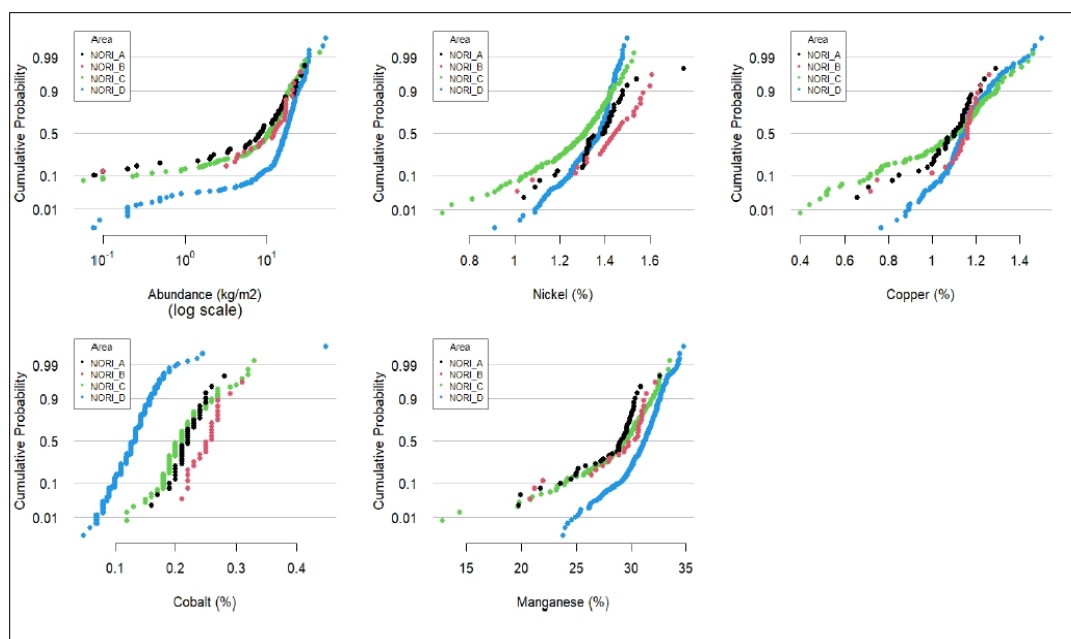 Area
NORI_A
NORI_B
NORI_C
NORI_D
Cumulative Probability
0.99
0.9
0.5
0.1
0.01
10-1
100
101
Abundance (kg/m2)
(log scale)
Area
NORI_A
NORI_B
NORI_C
NORI_D
Cumulative Probability
0.99
0.9
0.5
0.1
0.01
0.8
1
1.2
1.4
1.6
Nickel (%)
Area
NORI_A
NORI_B
NORI_C
NORI_D
Cumulative Probability
0.99
0.9
0.5
0.1
0.01
0.4
0.6
0.8
1
1.2
1.4
Copper (%)
Area
NORI_A
NORI_B
NORI_C
NORI_D
Cumulative Probability
0.99
0.9
0.5
0.1
0.01
0.1
0.2
0.3
0.4
Cobalt (%)
Area
NORI_A
NORI_B
NORI_C
NORI_D
Cumulative Probability
0.99
0.9
0.5
0.1
0.01
15
20
25
30
35
Manganese (%)